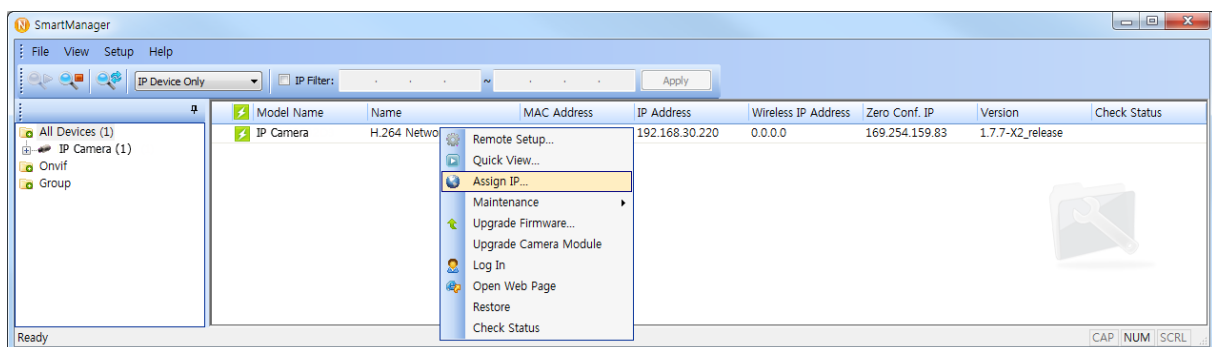 SmartManager
File View Setup Help
IP Device Only
IP Filter: . . . ~ . . . Apply
Model Name Name MAC Address IP Address Wireless IP Address Zero Conf. IP Version Check Status
All Devices (1)
IP Camera (1)
Onvif
Group
IP Camera H.264 Netwo 192.168.30.220 0.0.0.0 169.254.159.83 1.7.7-X2_release
Remote Setup...
Quick View...
Assign IP...
Maintenance
Upgrade Firmware...
Upgrade Camera Module
Log In
Open Web Page
Restore
Check Status
Ready
CAP NUM SCRL